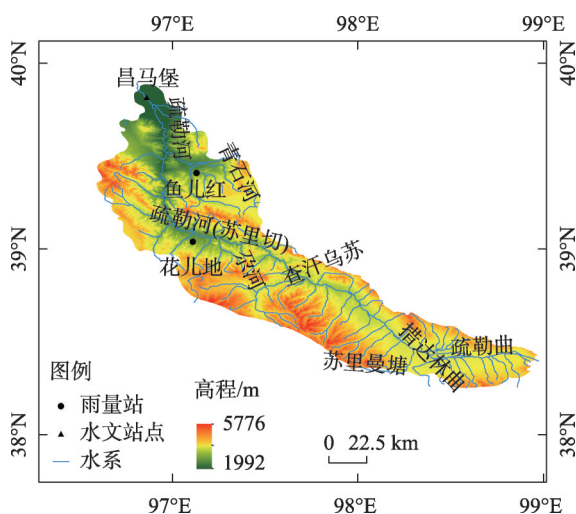 97°E 98°E 99°E
40°N
40°N
昌马堡
疏勒河
青石河
鱼儿红
疏勒河(苏里切)
39°N
39°N
花儿地
尕河
查汗乌苏
措达林曲
疏勒曲
苏里曼塘
图例
雨量站
水文站点
水系
高程/m
5776
1992
0 22.5 km
38°N
38°N
97°E 98°E 99°E